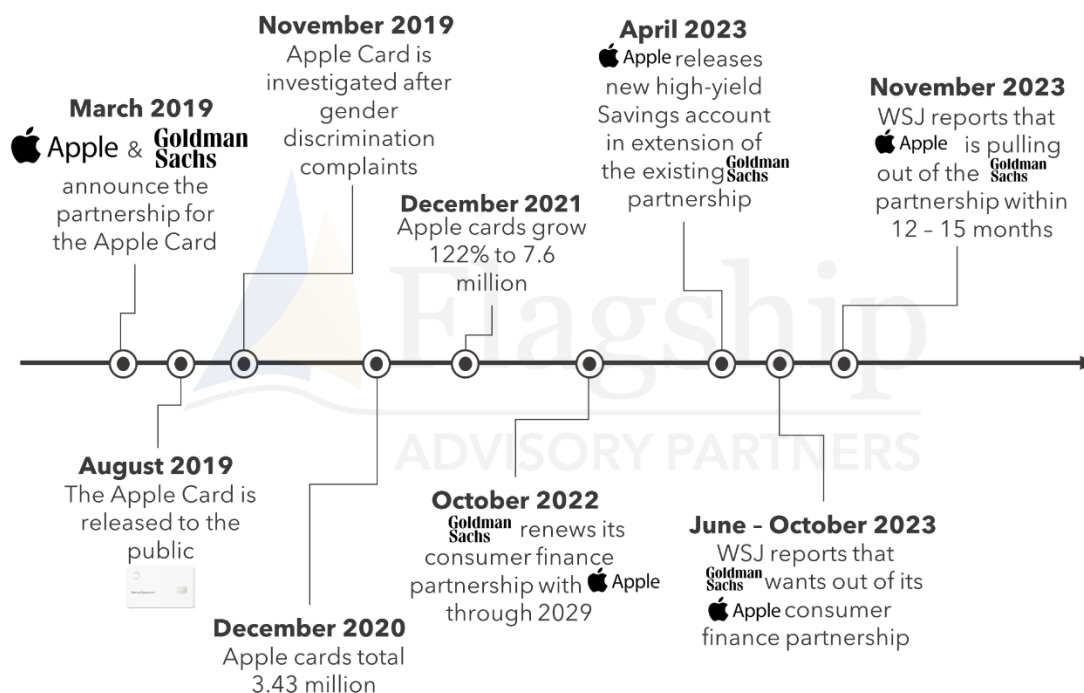 March 2019
Apple & Goldman Sachs
announce the
partnership for
the Apple Card
August 2019
The Apple Card is
released to the
public
November 2019
Apple Card is
investigated after
gender
discrimination
complaints
December 2020
Apple cards total
3.43 million
December 2021
Apple cards grow
122% to 7.6
million
October 2022
Goldman Sachs renews its
consumer finance
partnership with Apple
through 2029
April 2023
Apple releases
new high-yield
Savings account
in extension of
the existing Goldman Sachs
partnership
June – October 2023
WSJ reports that
Goldman Sachs wants out of its
Apple consumer
finance partnership
November 2023
WSJ reports that
Apple is pulling
out of the Goldman Sachs
partnership within
12 – 15 months
Flagship
ADVISORY PARTNERS